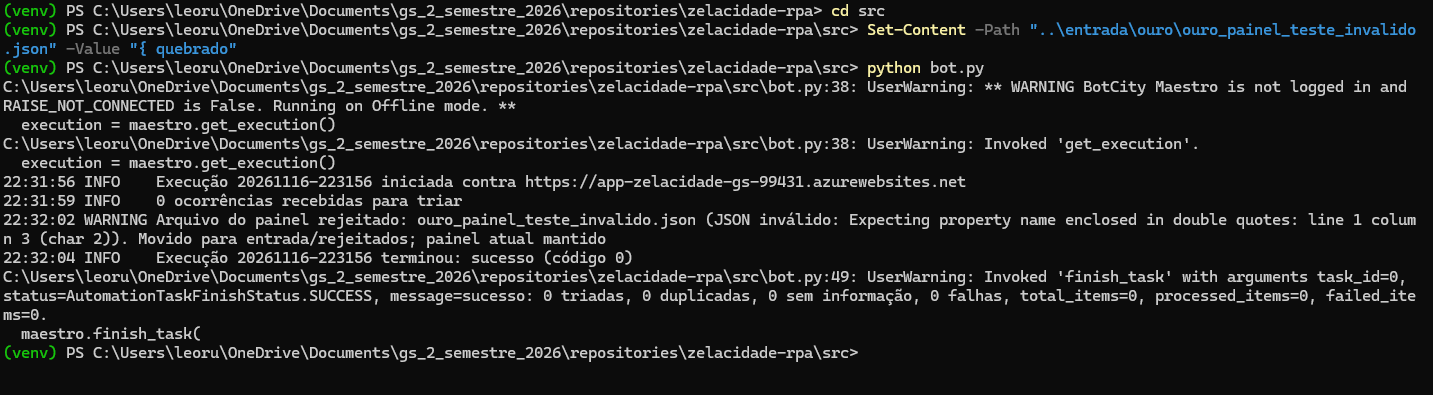 (venv) PS C:\Users\leoru\OneDrive\Documents\gs_2_semestre_2026\repositories\zelacidade-rpa> cd src
(venv) PS C:\Users\leoru\OneDrive\Documents\gs_2_semestre_2026\repositories\zelacidade-rpa\src> Set-Content -Path "..\entrada\ouro\ouro_painel_teste_invalido
.json" -Value "{ quebrado"
(venv) PS C:\Users\leoru\OneDrive\Documents\gs_2_semestre_2026\repositories\zelacidade-rpa\src> python bot.py
C:\Users\leoru\OneDrive\Documents\gs_2_semestre_2026\repositories\zelacidade-rpa\src\bot.py:38: UserWarning: ** WARNING BotCity Maestro is not logged in and
RAISE_NOT_CONNECTED is False. Running on Offline mode. **
  execution = maestro.get_execution()
C:\Users\leoru\OneDrive\Documents\gs_2_semestre_2026\repositories\zelacidade-rpa\src\bot.py:38: UserWarning: Invoked 'get_execution'.
  execution = maestro.get_execution()
22:31:56 INFO    Execução 20261116-223156 iniciada contra https://app-zelacidade-gs-99431.azurewebsites.net
22:31:59 INFO    0 ocorrências recebidas para triar
22:32:02 WARNING Arquivo do painel rejeitado: ouro_painel_teste_invalido.json (JSON inválido: Expecting property name enclosed in double quotes: line 1 colum
n 3 (char 2)). Movido para entrada/rejeitados; painel atual mantido
22:32:04 INFO    Execução 20261116-223156 terminou: sucesso (código 0)
C:\Users\leoru\OneDrive\Documents\gs_2_semestre_2026\repositories\zelacidade-rpa\src\bot.py:49: UserWarning: Invoked 'finish_task' with arguments task_id=0,
status=AutomationTaskFinishStatus.SUCCESS, message=sucesso: 0 triadas, 0 duplicadas, 0 sem informação, 0 falhas, total_items=0, processed_items=0, failed_ite
ms=0.
  maestro.finish_task(
(venv) PS C:\Users\leoru\OneDrive\Documents\gs_2_semestre_2026\repositories\zelacidade-rpa\src>